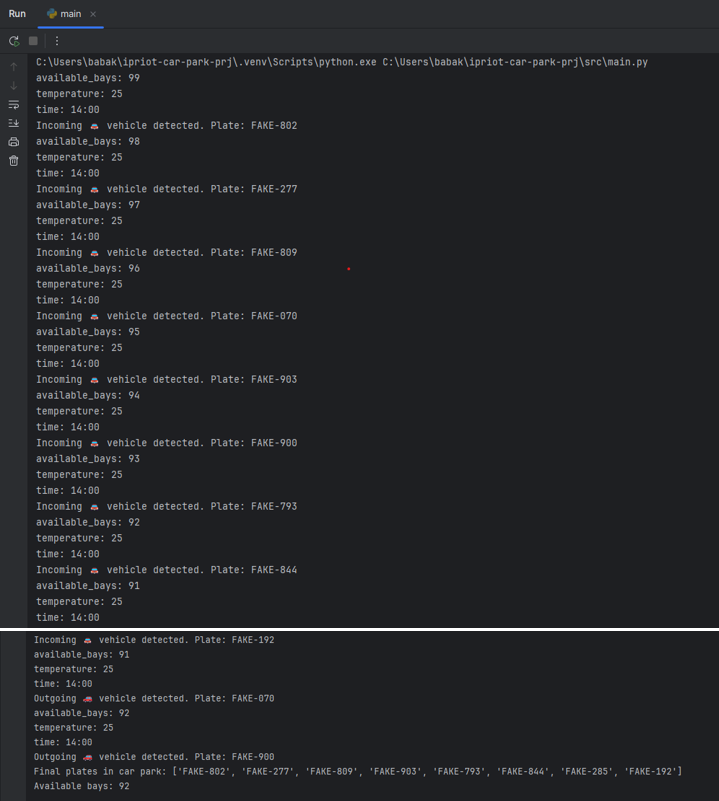 Run main
C:\Users\babak\ipriot-car-park-prj\.venv\Scripts\python.exe C:\Users\babak\ipriot-car-park-prj\src\main.py
available_bays: 99
temperature: 25
time: 14:00
Incoming 🚘 vehicle detected. Plate: FAKE-802
available_bays: 98
temperature: 25
time: 14:00
Incoming 🚘 vehicle detected. Plate: FAKE-277
available_bays: 97
temperature: 25
time: 14:00
Incoming 🚘 vehicle detected. Plate: FAKE-809
available_bays: 96
temperature: 25
time: 14:00
Incoming 🚘 vehicle detected. Plate: FAKE-070
available_bays: 95
temperature: 25
time: 14:00
Incoming 🚘 vehicle detected. Plate: FAKE-903
available_bays: 94
temperature: 25
time: 14:00
Incoming 🚘 vehicle detected. Plate: FAKE-900
available_bays: 93
temperature: 25
time: 14:00
Incoming 🚘 vehicle detected. Plate: FAKE-793
available_bays: 92
temperature: 25
time: 14:00
Incoming 🚘 vehicle detected. Plate: FAKE-844
available_bays: 91
temperature: 25
time: 14:00
Incoming 🚘 vehicle detected. Plate: FAKE-192
available_bays: 91
temperature: 25
time: 14:00
Outgoing 🚗 vehicle detected. Plate: FAKE-070
available_bays: 92
temperature: 25
time: 14:00
Outgoing 🚗 vehicle detected. Plate: FAKE-900
Final plates in car park: ['FAKE-802', 'FAKE-277', 'FAKE-809', 'FAKE-903', 'FAKE-793', 'FAKE-844', 'FAKE-285', 'FAKE-192']
Available bays: 92